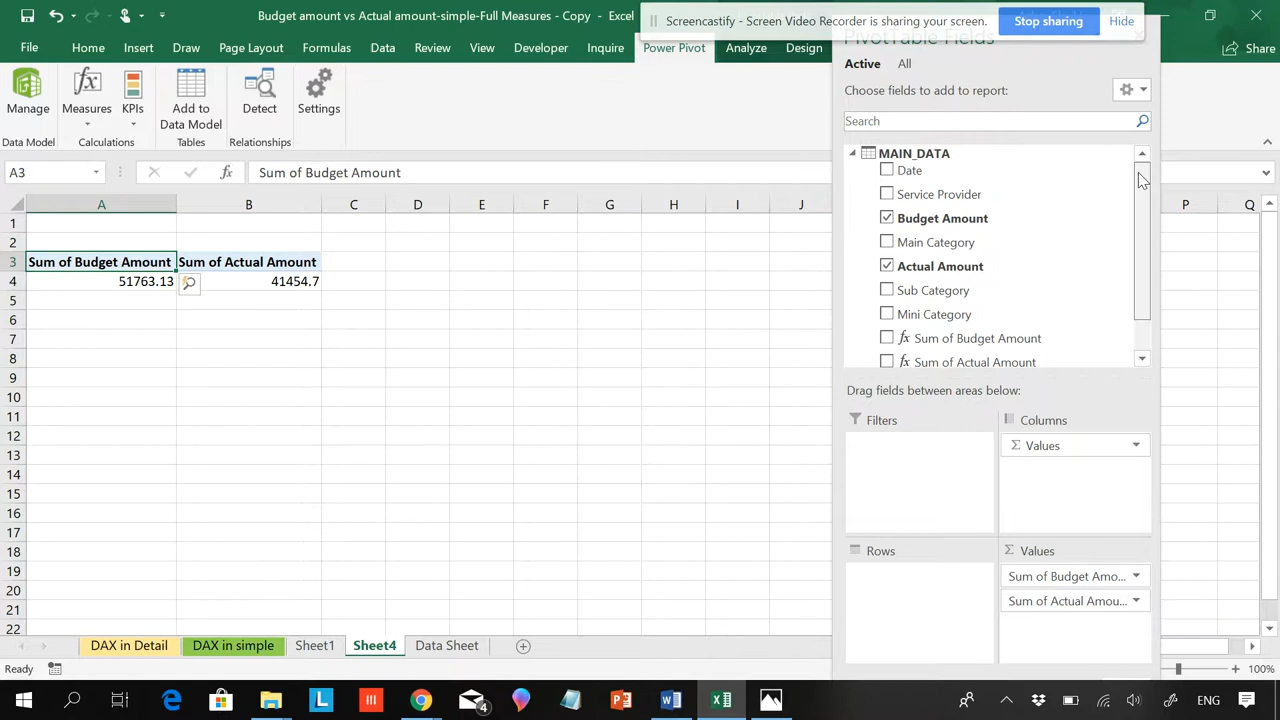 Budget amount vs Actual amount-simple-Full Measures - Copy - Excel
Screencastify - Screen Video Recorder is sharing your screen.
Stop sharing
Hide
File
Home
Insert
Draw
Page Layout
Formulas
Data
Review
View
Developer
Inquire
Power Pivot
Analyze
Design
Share
PivotTable Fields
Active
All
Choose fields to add to report:
Search
Manage
Measures
KPIs
Add to
Data Model
Detect
Settings
Data Model
Calculations
Tables
Relationships
A3
fx
Sum of Budget Amount
MAIN_DATA
Date
Service Provider
Budget Amount
Main Category
Actual Amount
Sub Category
Mini Category
fx Sum of Budget Amount
fx Sum of Actual Amount
A B C D E F G H I J P Q
1
2
3 Sum of Budget Amount Sum of Actual Amount
4 51763.13 41454.7
5
6
7
8
9
10
11
12
13
14
15
16
17
18
19
20
21
22
Drag fields between areas below:
Filters
Columns
Σ Values
Rows
Σ Values
Sum of Budget Amo...
Sum of Actual Amou...
DAX in Detail
DAX in simple
Sheet1
Sheet4
Data Sheet
Ready
100%
4
ENG